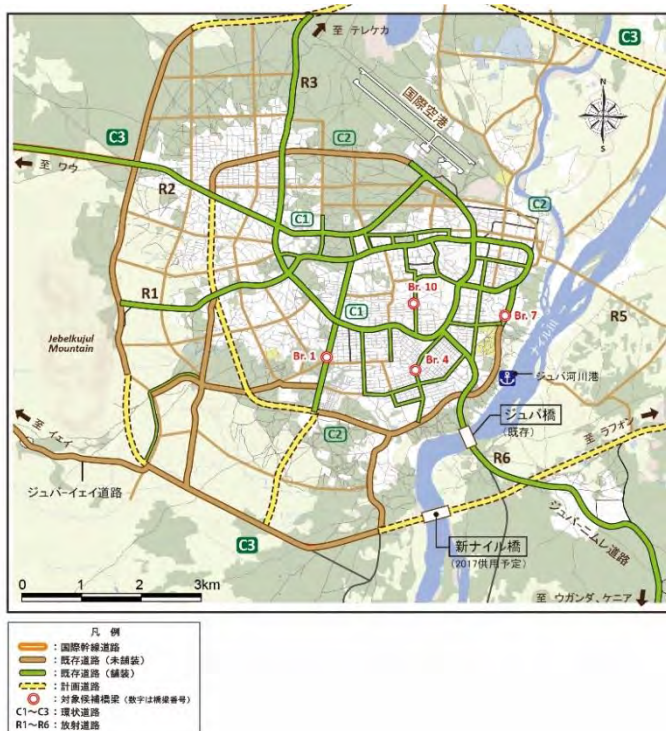 至 テレケカ
C3
R3
国際空港
N
S
C3
C2
至 ワウ
R2
C2
C1
R1
Br. 10
Br. 7
C1
R5
Jebelkujul
Mountain
Br. 1
Br. 4
ナイル川
ジュバ河川港
ジュバ橋
(既存)
至 ラフォン
C2
至 イェイ
R6
ジュバ-イェイ道路
ジュバ-ニムレ道路
C3
新ナイル橋
(2017供用予定)
0 1 2 3km
至 ウガンダ、ケニア
凡 例
:国際幹線道路
:既存道路(未舗装)
:既存道路(舗装)
:計画道路
:対象候補橋梁(数字は橋梁番号)
C1~C3:環状道路
R1~R6:放射道路